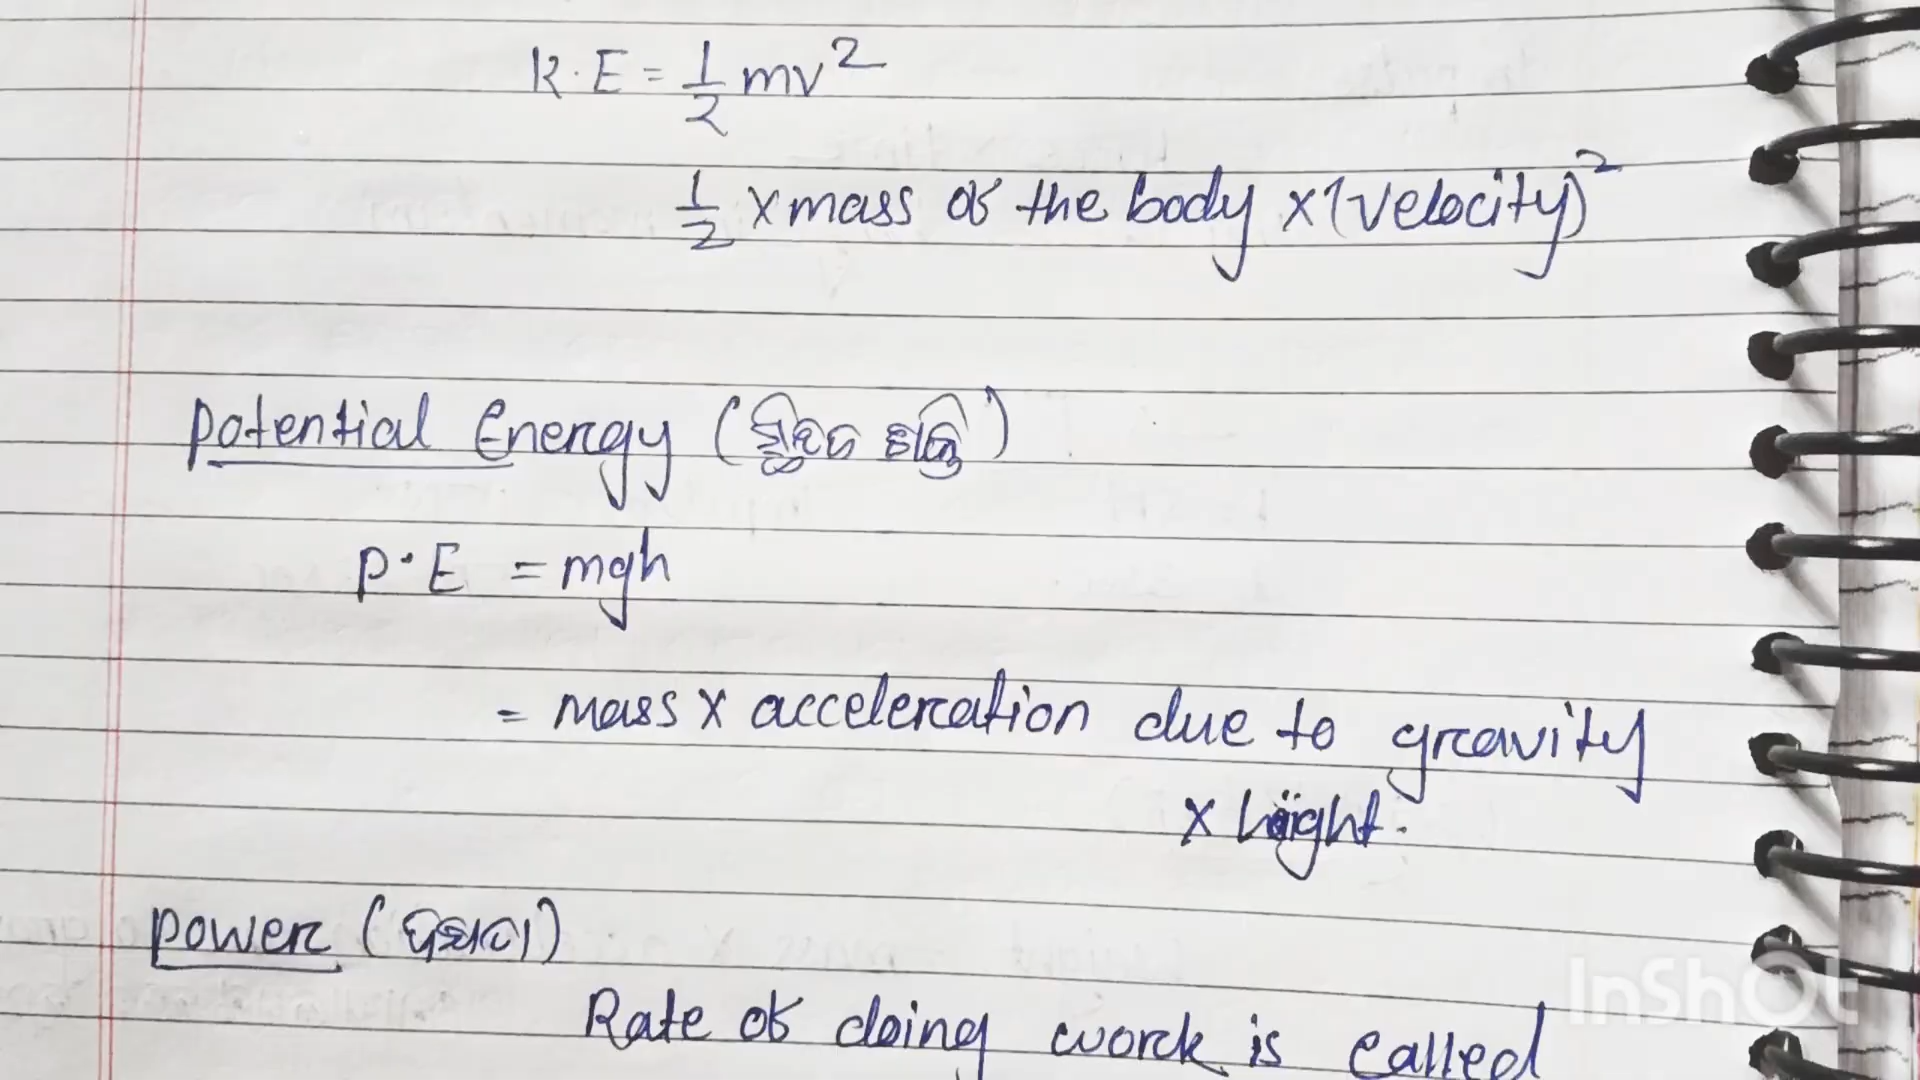 K.E = 1/2 mv²
1/2 x mass of the body x (velocity)²
Potential Energy (ସ୍ଥିତିଜ ଶକ୍ତି)
P.E = mgh
= mass x acceleration due to gravity
x height.
Power (
Rate of doing work is called
InShOt